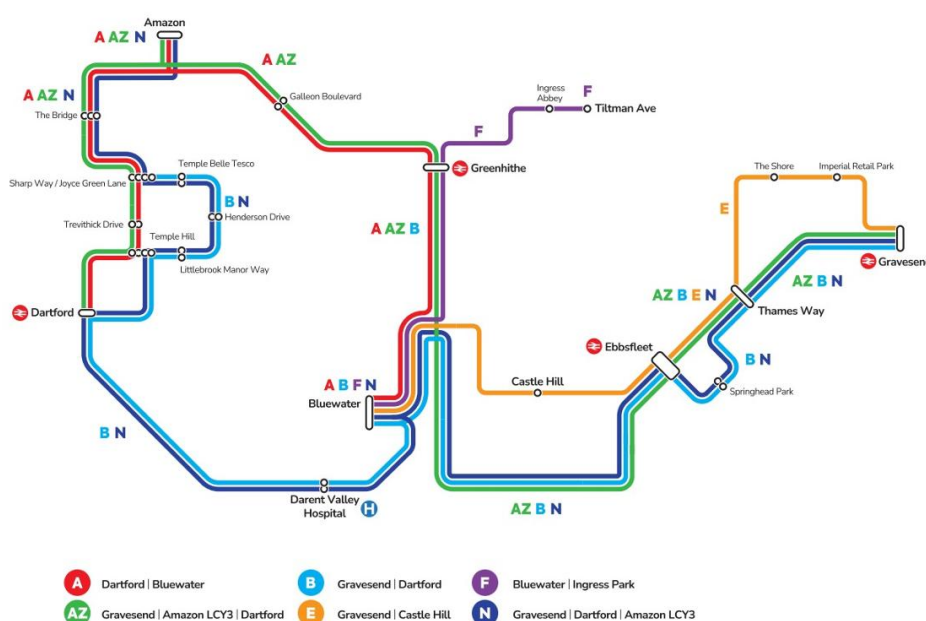 Amazon
A AZ N
A AZ
Galleon Boulevard
A AZ N
The Bridge
Ingress
Abbey
F
Tiltman Ave
F
Temple Belle Tesco
Greenhithe
The Shore
Imperial Retail Park
Sharp Way / Joyce Green Lane
B N
Henderson Drive
E
Trevithick Drive
Temple Hill
A AZ B
Littlebrook Manor Way
Gravesen
AZ B N
AZ B E N
Dartford
Thames Way
Ebbsfleet
B N
A B F N
Castle Hill
Springhead Park
Bluewater
B N
Darent Valley
Hospital
H
AZ B N
A Dartford | Bluewater
B Gravesend | Dartford
F Bluewater | Ingress Park
AZ Gravesend | Amazon LCY3 | Dartford
E Gravesend | Castle Hill
N Gravesend | Dartford | Amazon LCY3